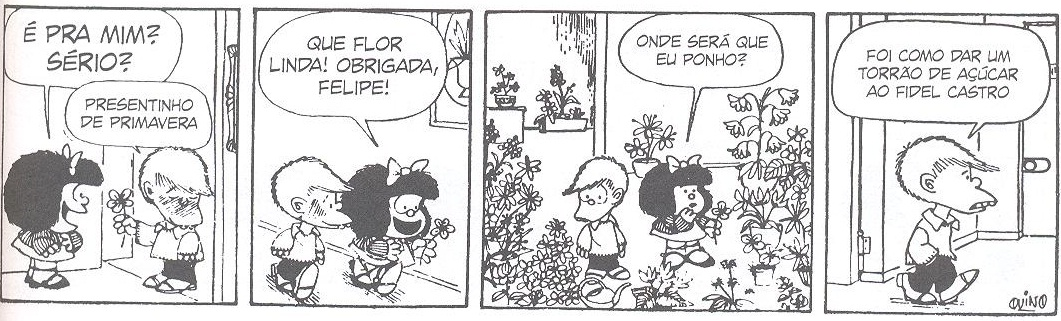 É PRA MIM?
SÉRIO?
PRESENTINHO
DE PRIMAVERA
QUE FLOR
LINDA! OBRIGADA,
FELIPE!
ONDE SERÁ QUE
EU PONHO?
FOI COMO DAR UM
TORRÃO DE AÇÚCAR
AO FIDEL CASTRO
QUINO